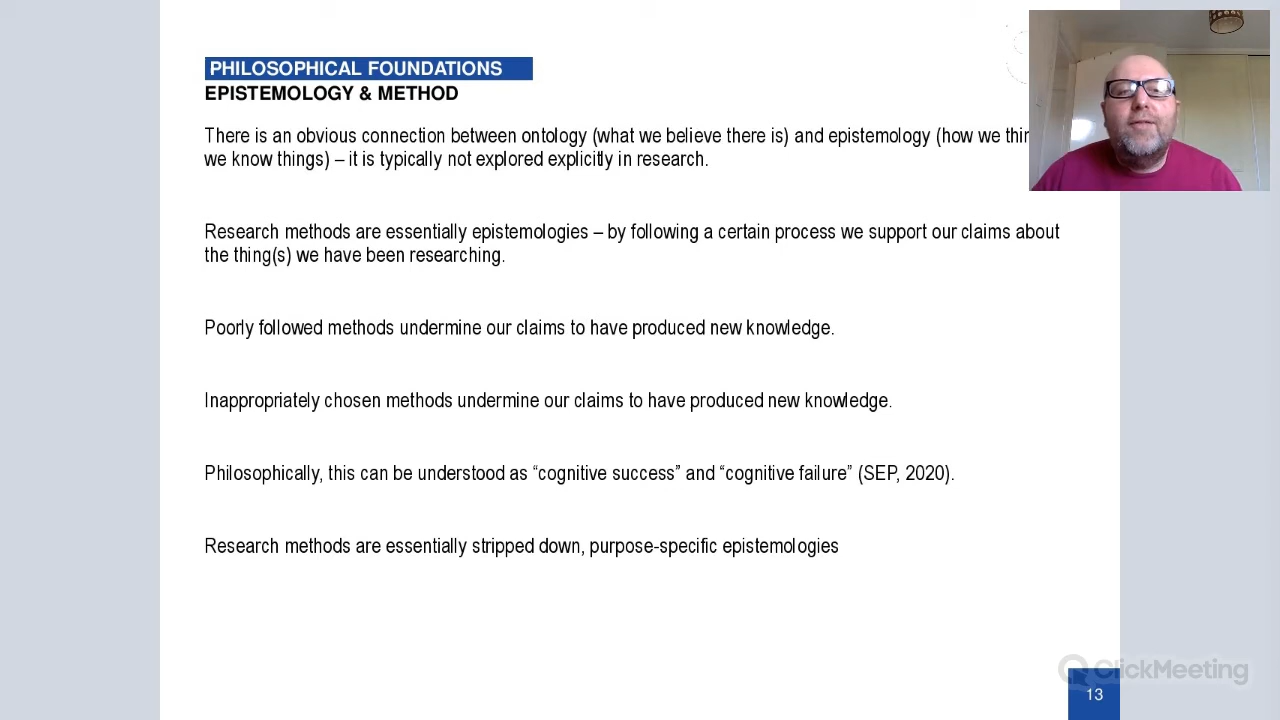 PHILOSOPHICAL FOUNDATIONS
EPISTEMOLOGY & METHOD
There is an obvious connection between ontology (what we believe there is) and epistemology (how we
we know things) – it is typically not explored explicitly in research.
Research methods are essentially epistemologies – by following a certain process we support our claims about
the thing(s) we have been researching.
Poorly followed methods undermine our claims to have produced new knowledge.
Inappropriately chosen methods undermine our claims to have produced new knowledge.
Philosophically, this can be understood as “cognitive success” and “cognitive failure” (SEP, 2020).
Research methods are essentially stripped down, purpose-specific epistemologies
ClickMeeting
13